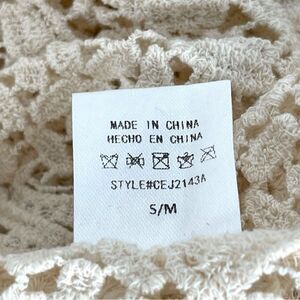 MADE IN CHINA
HECHO EN CHINA
STYLE#CEJ2143A
S/M